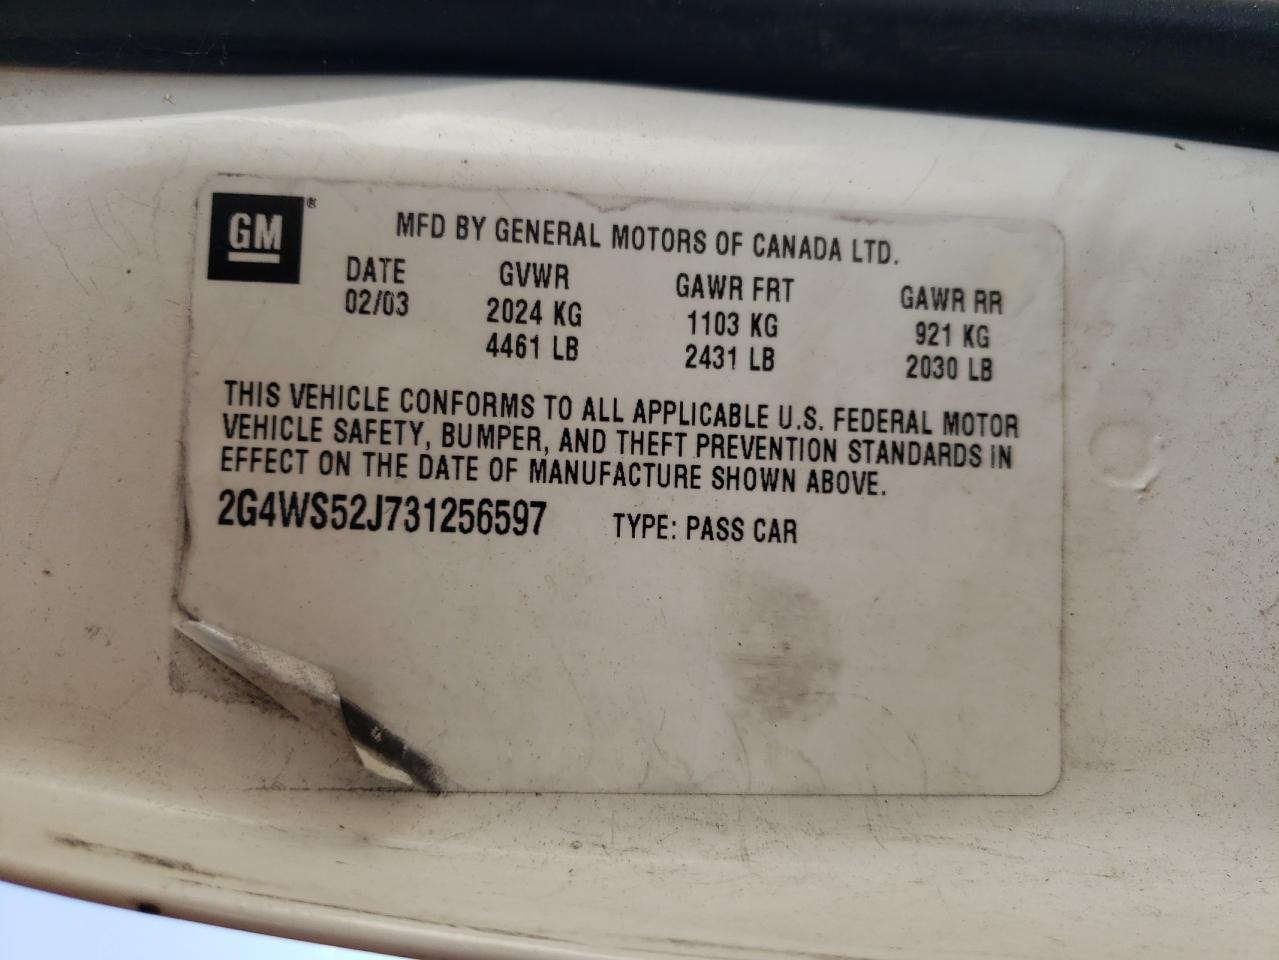 GM®
MFD BY GENERAL MOTORS OF CANADA LTD.
DATE GVWR GAWR FRT GAWR RR
02/03 2024 KG 1103 KG 921 KG
4461 LB 2431 LB 2030 LB
THIS VEHICLE CONFORMS TO ALL APPLICABLE U.S. FEDERAL MOTOR
VEHICLE SAFETY, BUMPER, AND THEFT PREVENTION STANDARDS IN
EFFECT ON THE DATE OF MANUFACTURE SHOWN ABOVE.
2G4WS52J731256597 TYPE: PASS CAR